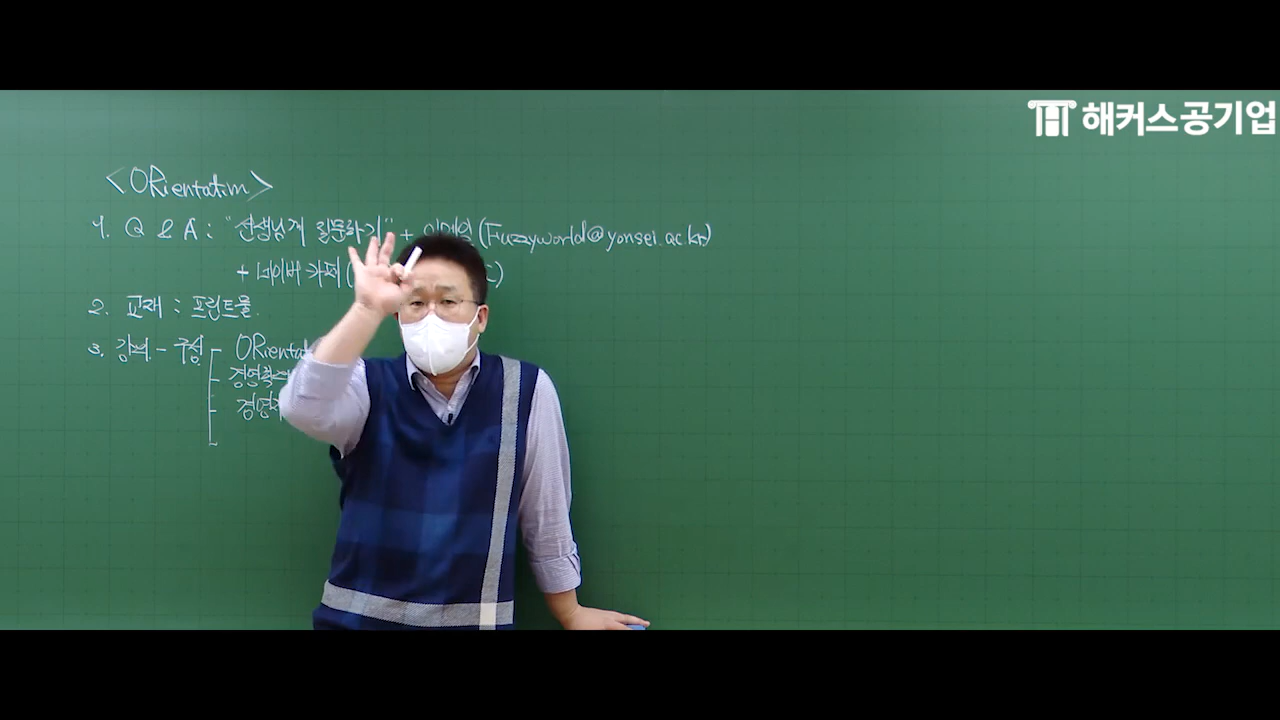 해커스공기업
<ORientation>
1. Q & A : "선생님께 질문하기" + 이메일 (Fuzzyworld@yonsei.ac.kr)
+ 네이버 카페 (
2. 교재 : 프린트물.
3. 강의 - 구성 ORientat
경영학
경영